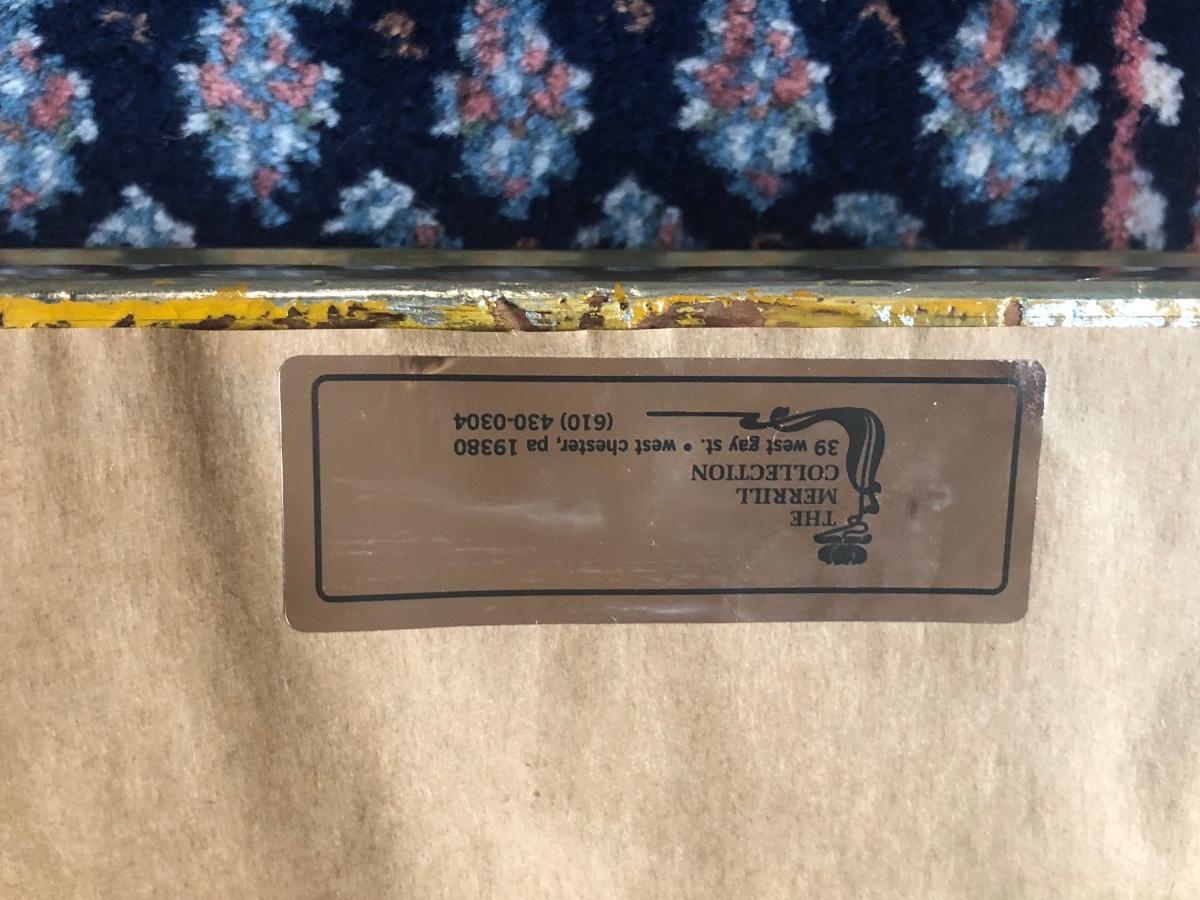 THE
MERRILL
COLLECTION
39 west gay st. • west chester, pa 19380
(610) 430-0304